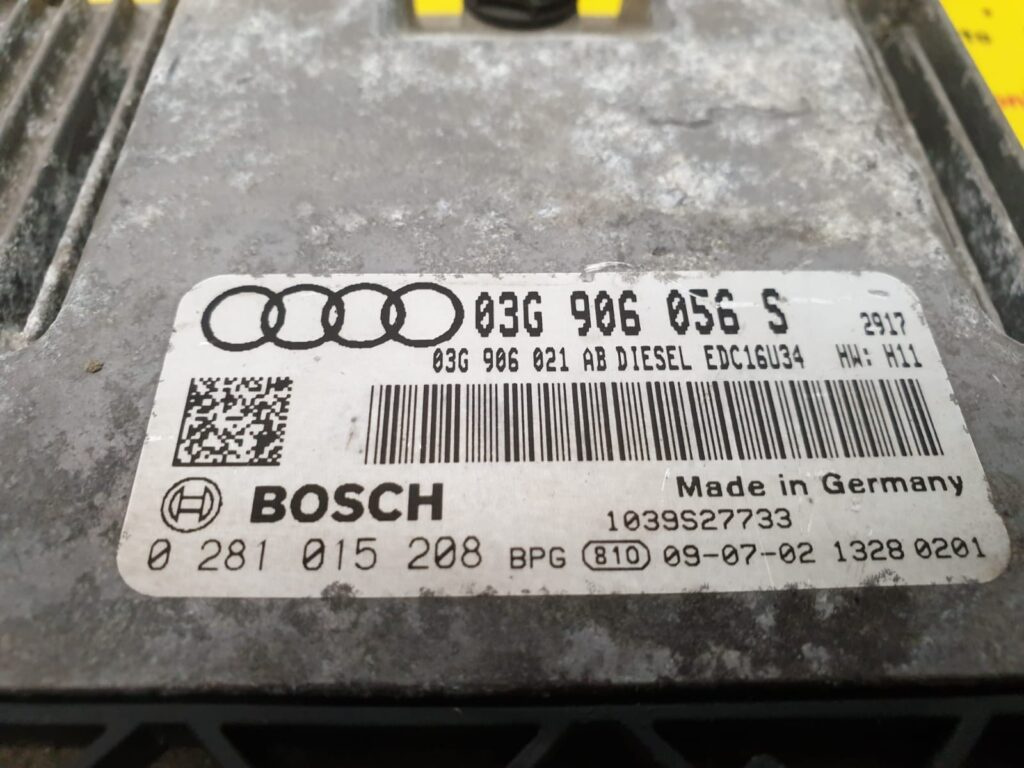 03G 906 056 S
2917
03G 906 021 AB DIESEL EDC16U34 HW: H11
Made in Germany
BOSCH
1039S27733
0 281 015 208 BPG 810 09-07-02 1328 0201